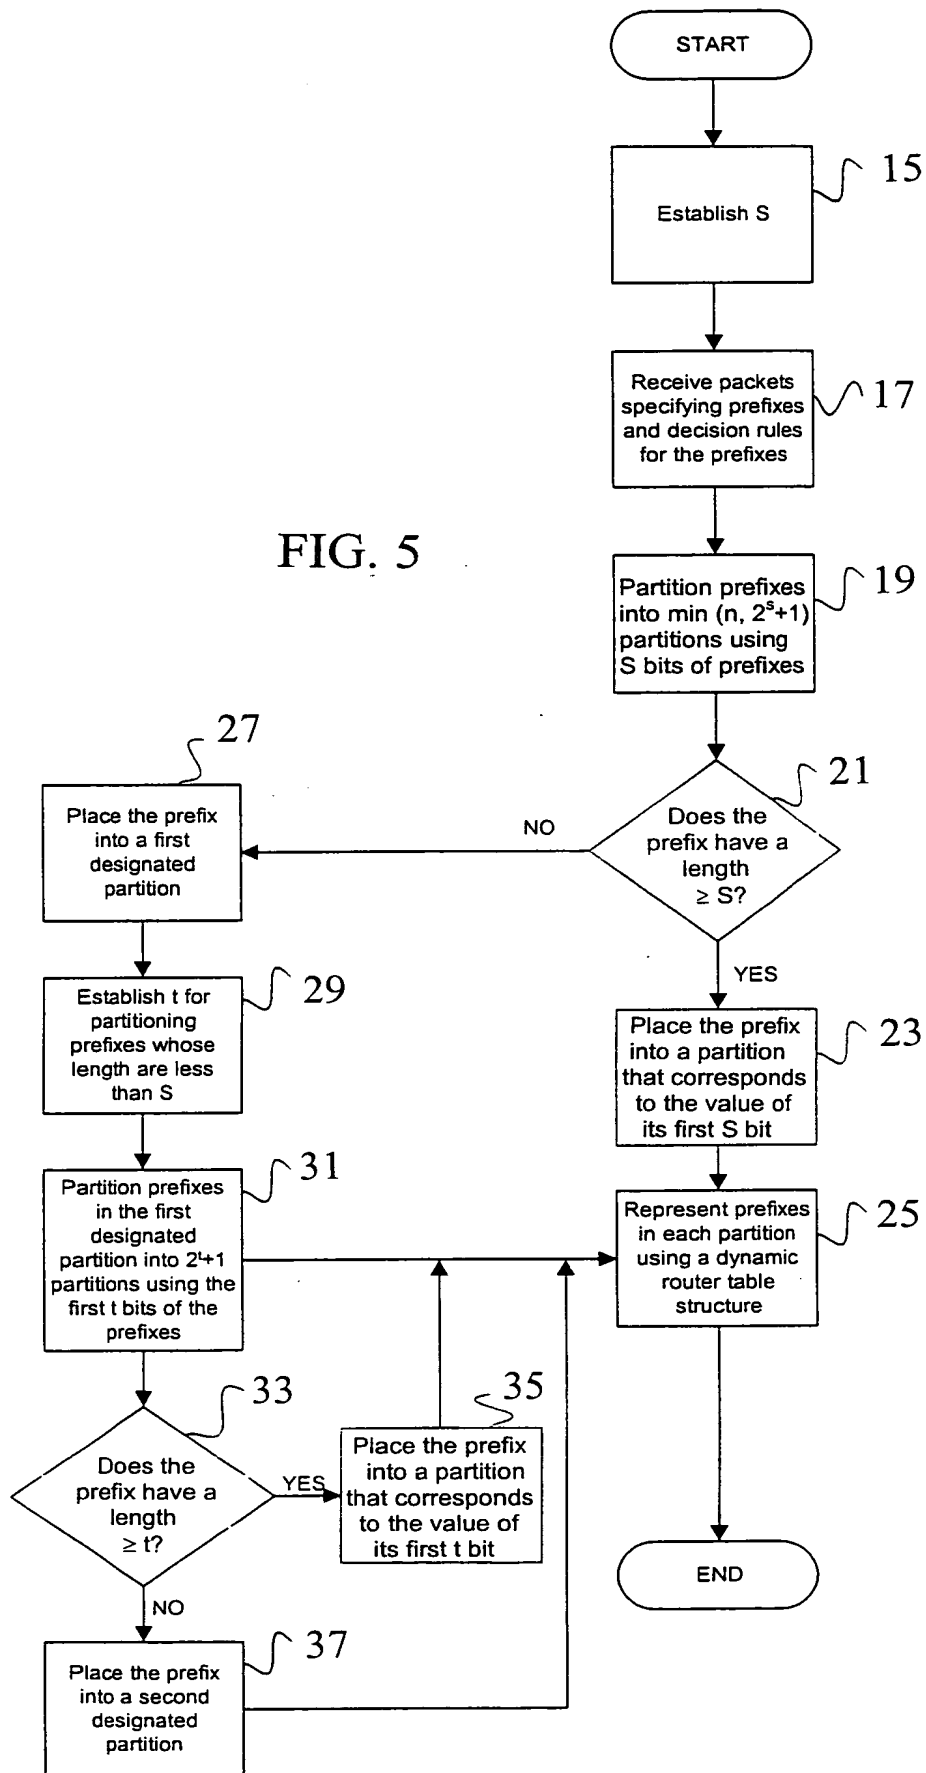 START
15
Establish S
Receive packets
specifying prefixes
and decision rules
for the prefixes
17
FIG. 5
Partition prefixes
into min (n, 2^s+1)
partitions using
S bits of prefixes
19
27
21
Place the prefix
into a first
designated
partition
NO
Does the
prefix have a
length
≥ S?
YES
Establish t for
partitioning
prefixes whose
length are less
than S
29
Place the prefix
into a partition
that corresponds
to the value of
its first S bit
23
31
Partition prefixes
in the first
designated
partition into 2^t+1
partitions using the
first t bits of the
prefixes
Represent prefixes
in each partition
using a dynamic
router table
structure
25
33
Does the
prefix have a
length
≥ t?
YES
35
Place the prefix
into a partition
that corresponds
to the value of
its first t bit
END
NO
37
Place the prefix
into a second
designated
partition